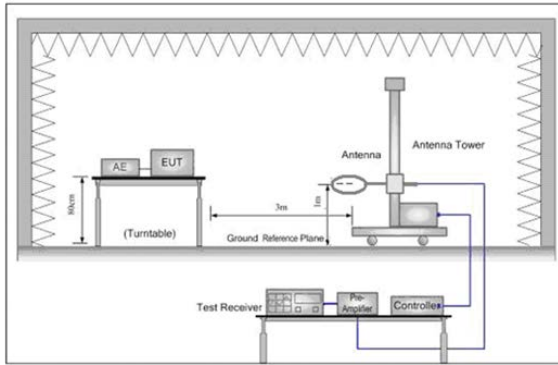 Antenna Tower
Antenna
EUT
AE
80cm
1m
3m
(Turntable)
Ground Reference Plane
Test Receiver
Pre-
Amplifier
Controller